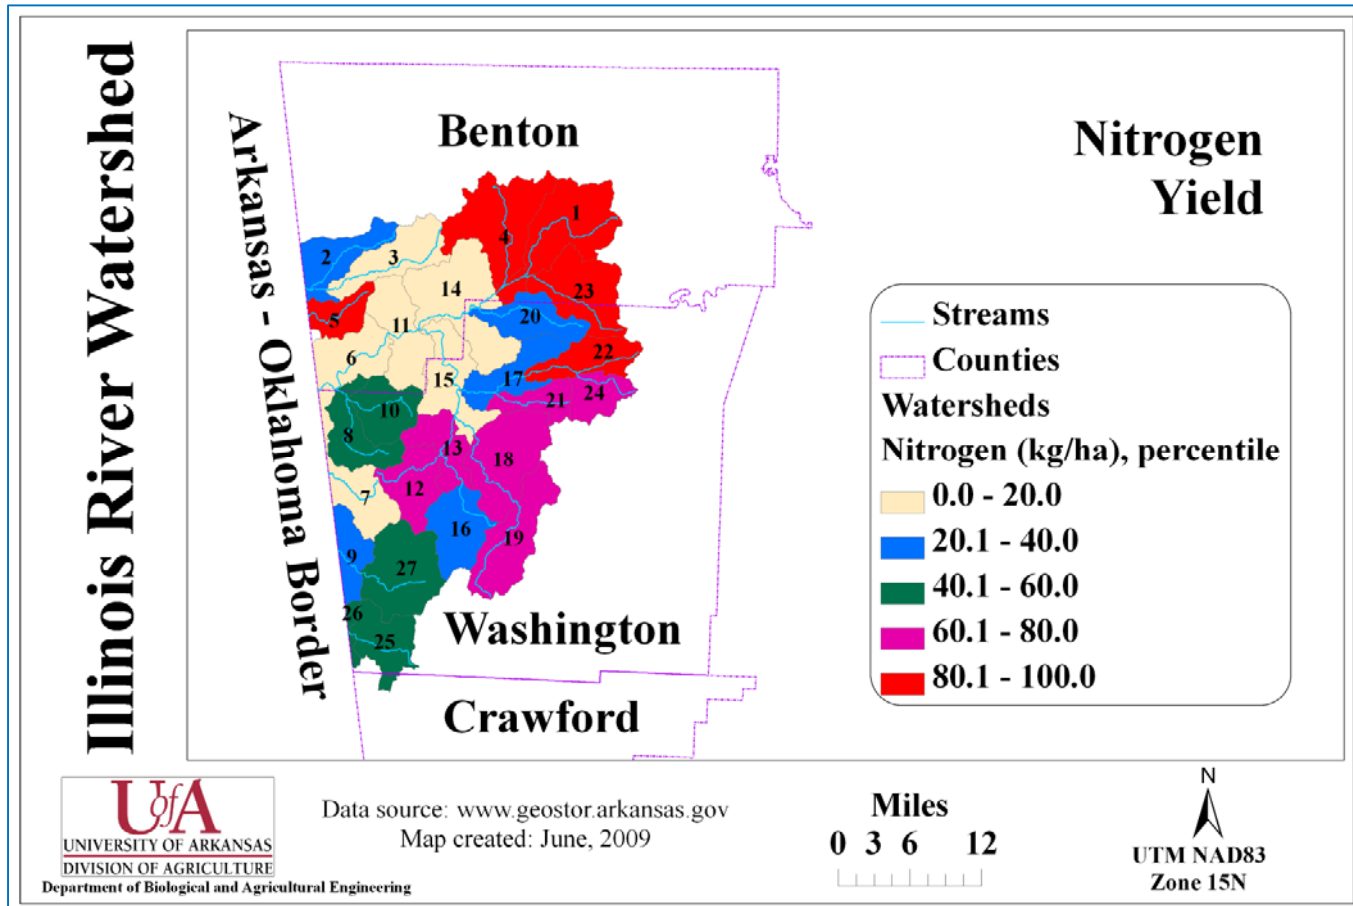 Illinois River Watershed
Arkansas - Oklahoma Border
Benton
Nitrogen
Yield
1
2
3
4
5
14
23
20
11
6
22
15
17
21
24
10
8
13
18
12
7
16
19
9
27
26
25
Washington
Crawford
Streams
Counties
Watersheds
Nitrogen (kg/ha), percentile
0.0 - 20.0
20.1 - 40.0
40.1 - 60.0
60.1 - 80.0
80.1 - 100.0
UofA
UNIVERSITY OF ARKANSAS
DIVISION OF AGRICULTURE
Department of Biological and Agricultural Engineering
Data source: www.geostor.arkansas.gov
Map created: June, 2009
Miles
0 3 6 12
N
UTM NAD83
Zone 15N